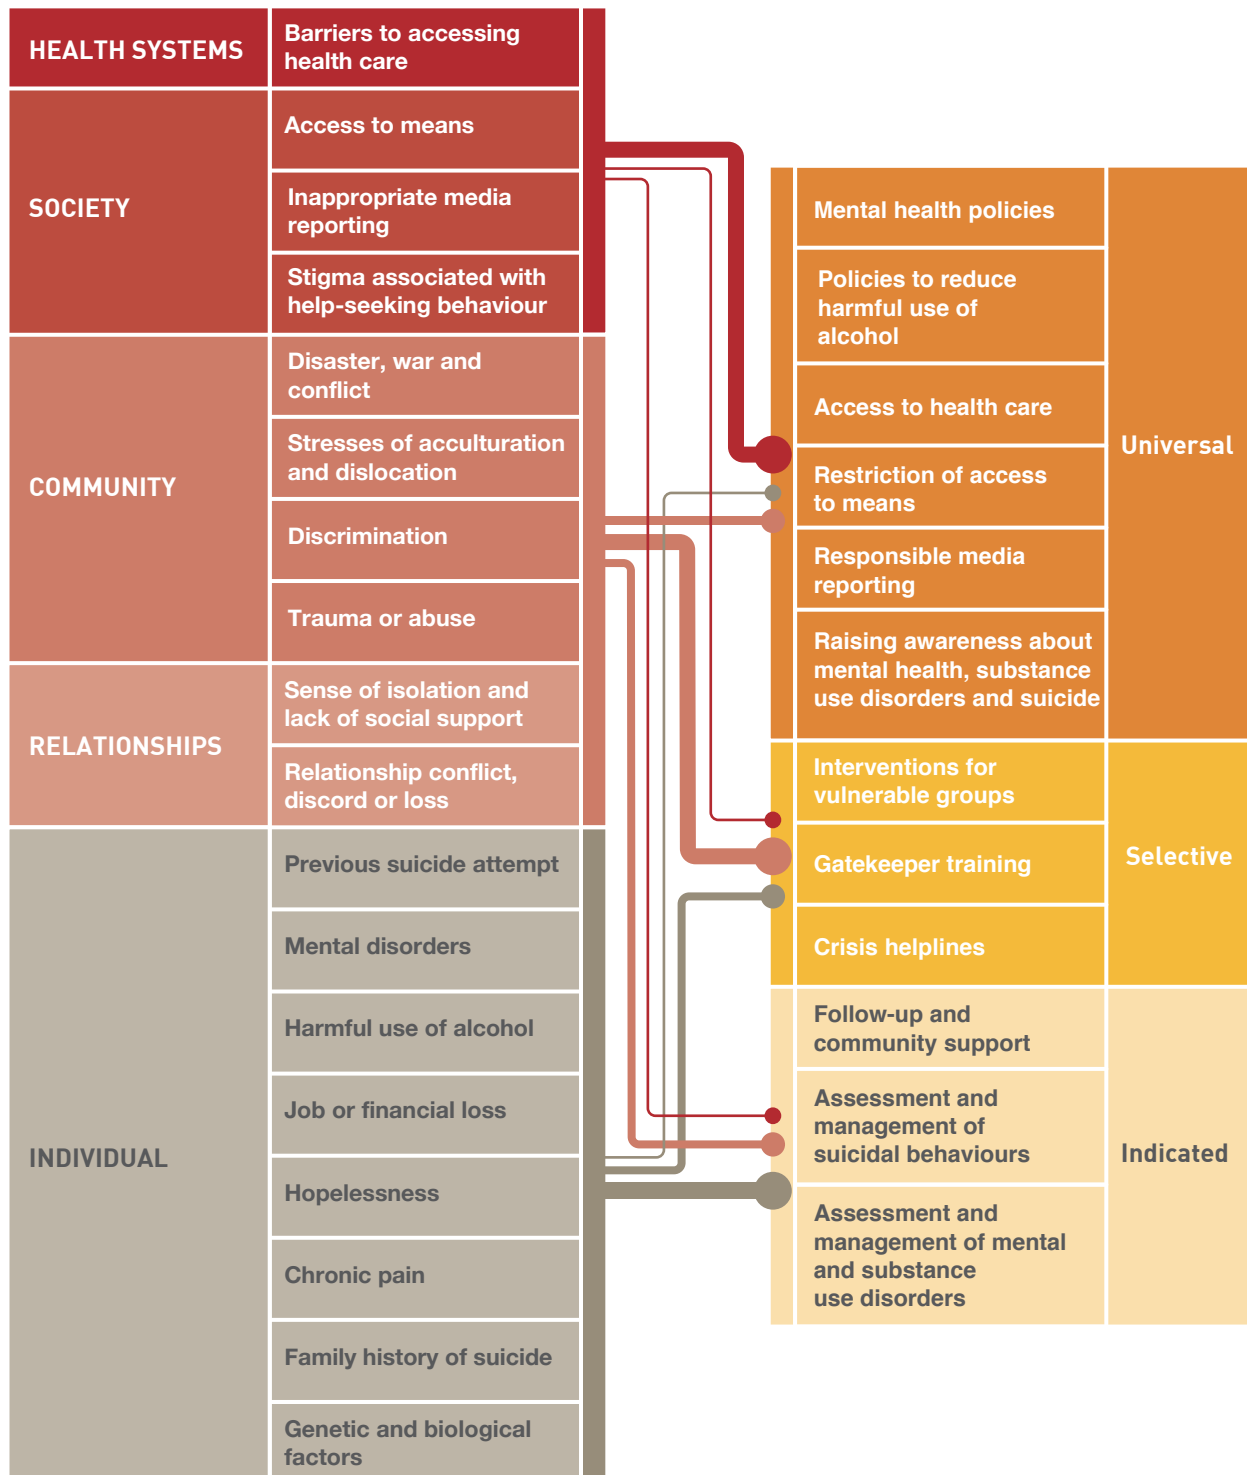 HEALTH SYSTEMS
Barriers to accessing
health care
SOCIETY
Access to means
Inappropriate media
reporting
Stigma associated with
help-seeking behaviour
COMMUNITY
Disaster, war and
conflict
Stresses of acculturation
and dislocation
Discrimination
Trauma or abuse
RELATIONSHIPS
Sense of isolation and
lack of social support
Relationship conflict,
discord or loss
INDIVIDUAL
Previous suicide attempt
Mental disorders
Harmful use of alcohol
Job or financial loss
Hopelessness
Chronic pain
Family history of suicide
Genetic and biological
factors
Universal
Mental health policies
Policies to reduce
harmful use of
alcohol
Access to health care
Restriction of access
to means
Responsible media
reporting
Raising awareness about
mental health, substance
use disorders and suicide
Selective
Interventions for
vulnerable groups
Gatekeeper training
Crisis helplines
Indicated
Follow-up and
community support
Assessment and
management of
suicidal behaviours
Assessment and
management of mental
and substance
use disorders